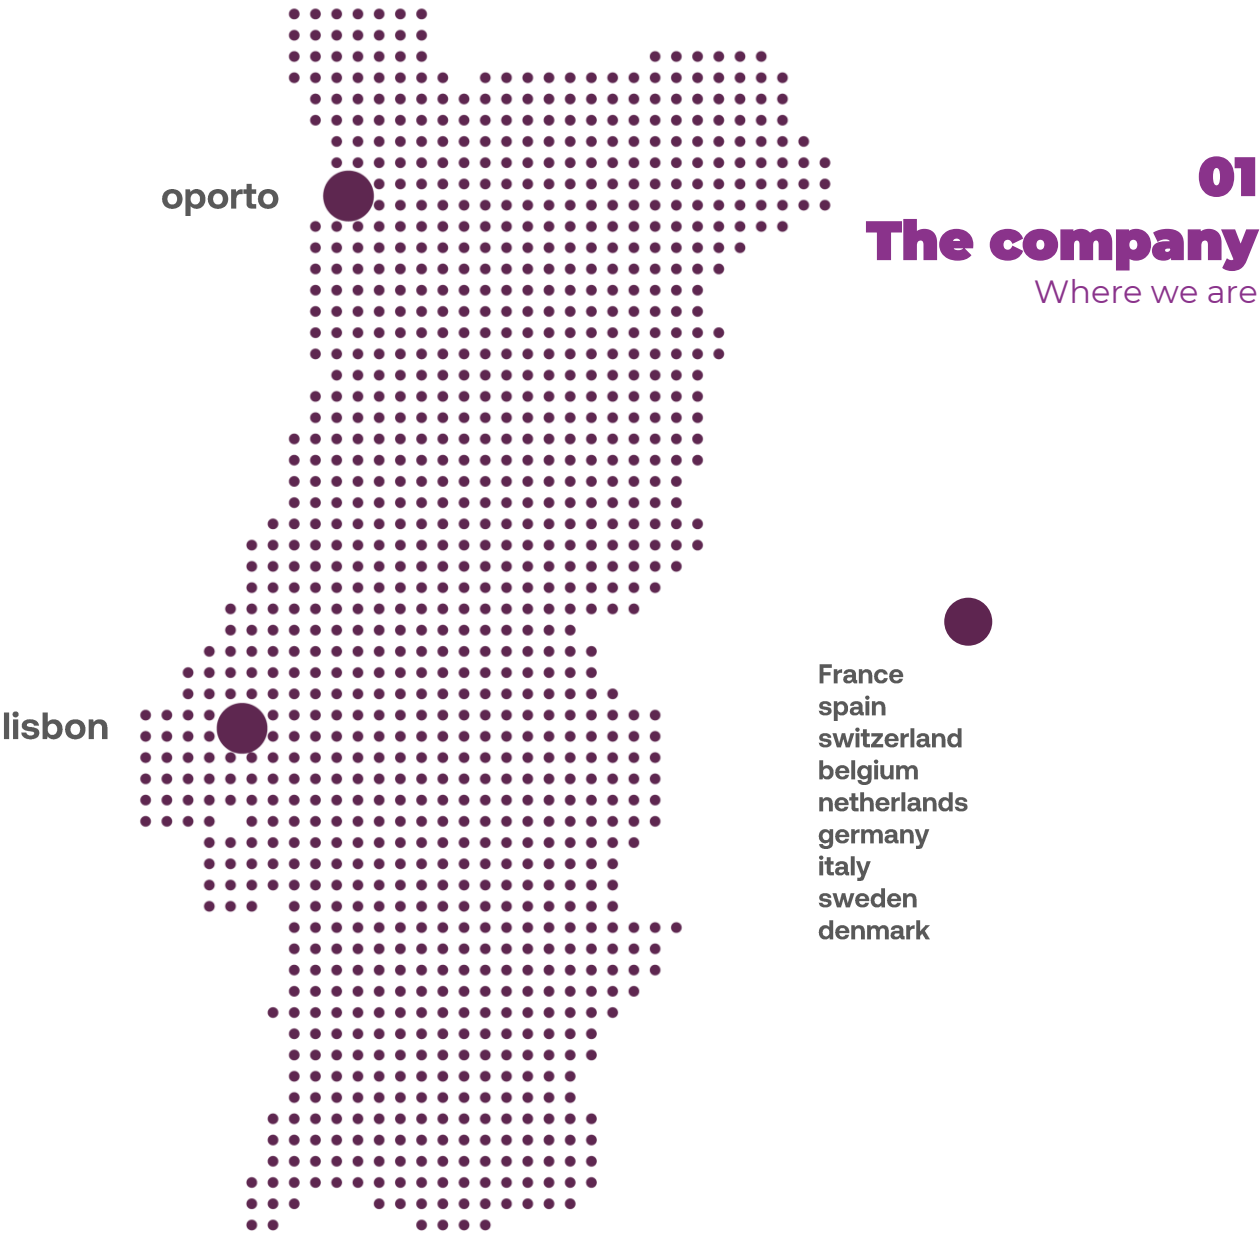 01
The company
Where we are
oporto
lisbon
France
spain
switzerland
belgium
netherlands
germany
italy
sweden
denmark